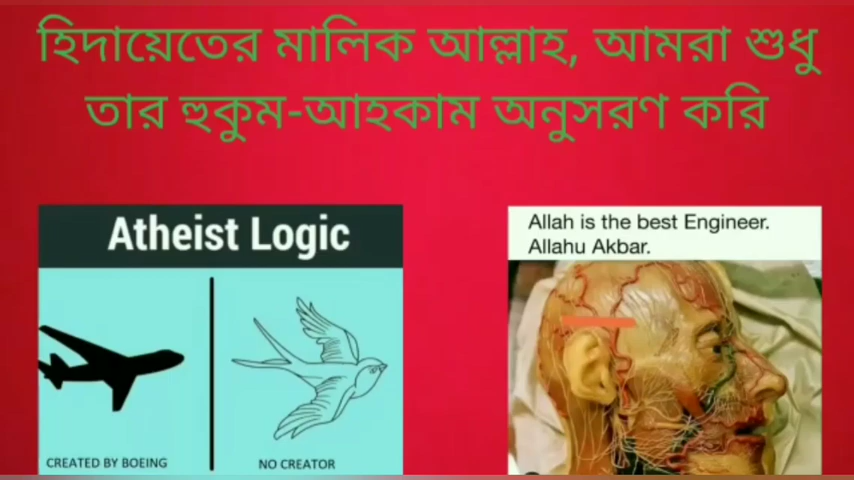 হিদায়েতের মালিক আল্লাহ, আমরা শুধু
তার হুকুম-আহকাম অনুসরণ করি
Atheist Logic
CREATED BY BOEING
NO CREATOR
Allah is the best Engineer.
Allahu Akbar.